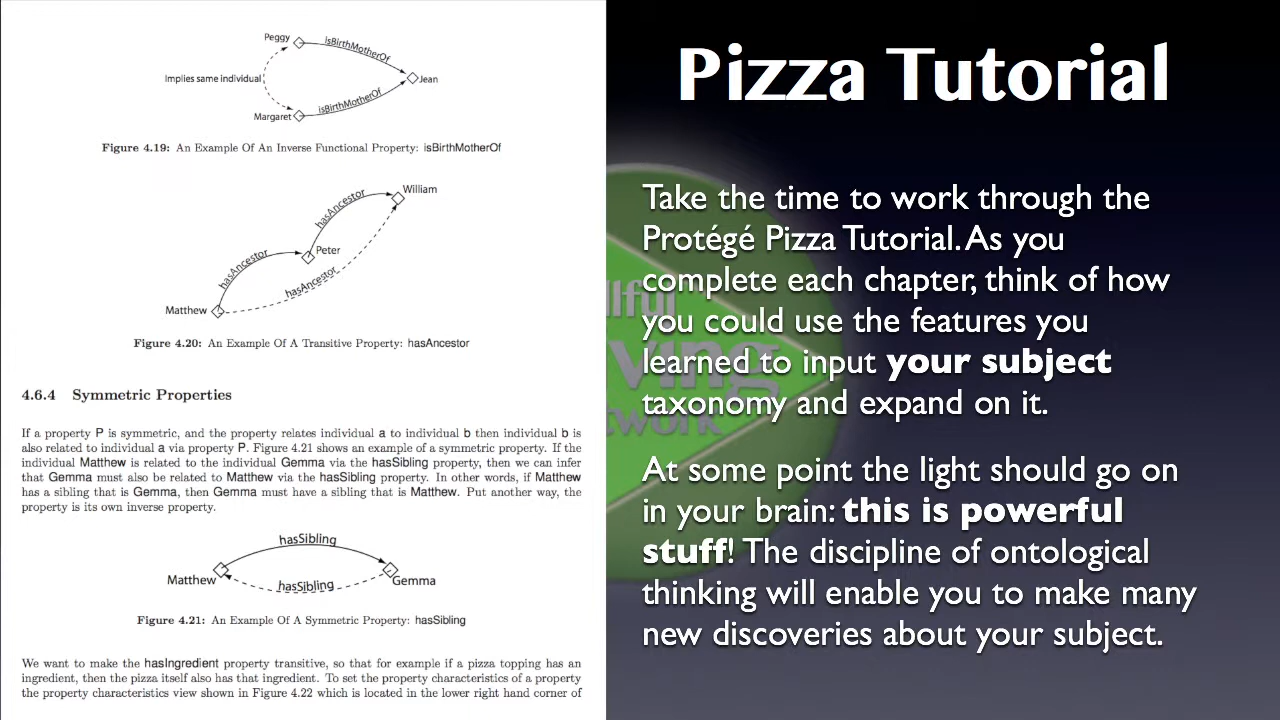 Peggy
isBirthMotherOf
Implies same individual
Jean
isBirthMotherOf
Margaret
Figure 4.19: An Example Of An Inverse Functional Property: isBirthMotherOf
William
hasAncestor
Peter
hasAncestor
hasAncestor
Matthew
Figure 4.20: An Example Of A Transitive Property: hasAncestor
4.6.4 Symmetric Properties
If a property P is symmetric, and the property relates individual a to individual b then individual b is
also related to individual a via property P. Figure 4.21 shows an example of a symmetric property. If the
individual Matthew is related to the individual Gemma via the hasSibling property, then we can infer
that Gemma must also be related to Matthew via the hasSibling property. In other words, if Matthew
has a sibling that is Gemma, then Gemma must have a sibling that is Matthew. Put another way, the
property is its own inverse property.
hasSibling
Matthew
hasSibling
Gemma
Figure 4.21: An Example Of A Symmetric Property: hasSibling
We want to make the hasIngredient property transitive, so that for example if a pizza topping has an
ingredient, then the pizza itself also has that ingredient. To set the property characteristics of a property
the property characteristics view shown in Figure 4.22 which is located in the lower right hand corner of
Pizza Tutorial
Take the time to work through the
Protégé Pizza Tutorial. As you
complete each chapter, think of how
you could use the features you
learned to input your subject
taxonomy and expand on it.
At some point the light should go on
in your brain: this is powerful
stuff! The discipline of ontological
thinking will enable you to make many
new discoveries about your subject.